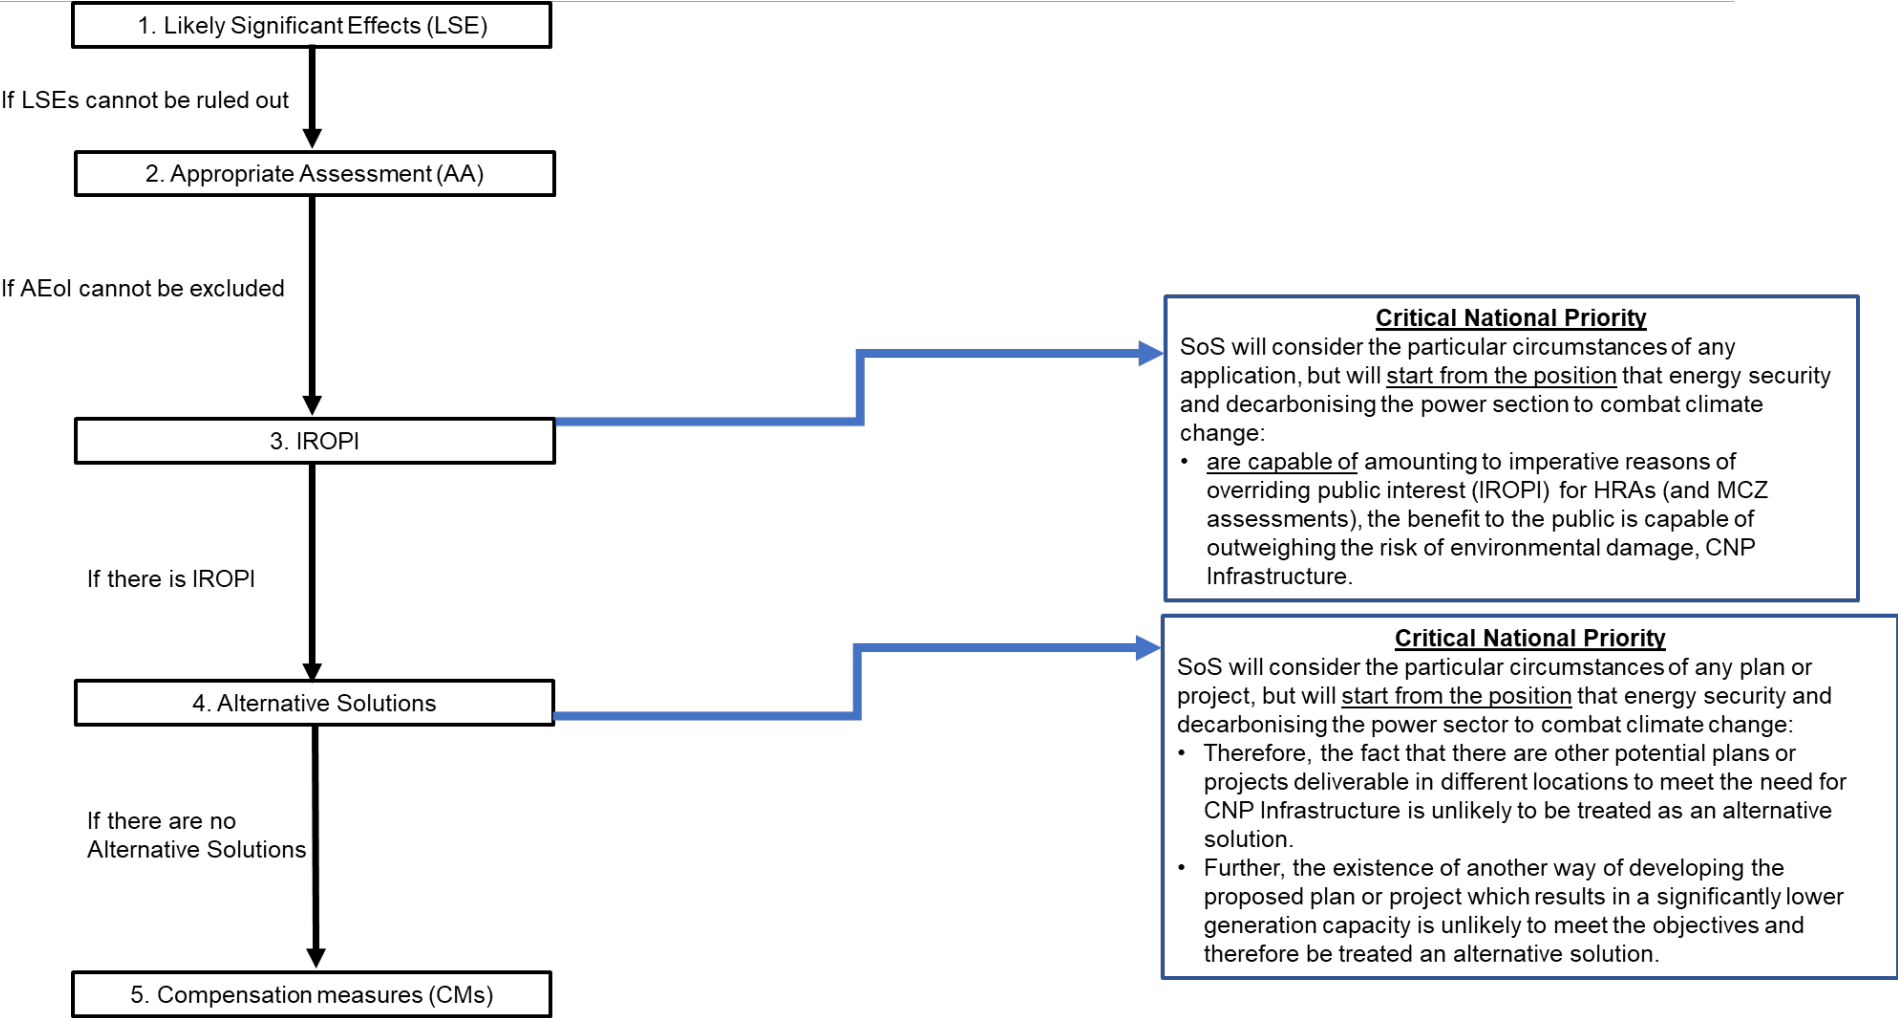 1. Likely Significant Effects (LSE)
If LSEs cannot be ruled out
2. Appropriate Assessment (AA)
If AEoI cannot be excluded
3. IROPI
Critical National Priority
SoS will consider the particular circumstances of any
application, but will start from the position that energy security
and decarbonising the power section to combat climate
change:
• are capable of amounting to imperative reasons of
overriding public interest (IROPI) for HRAs (and MCZ
assessments), the benefit to the public is capable of
outweighing the risk of environmental damage, CNP
Infrastructure.
If there is IROPI
4. Alternative Solutions
Critical National Priority
SoS will consider the particular circumstances of any plan or
project, but will start from the position that energy security and
decarbonising the power sector to combat climate change:
• Therefore, the fact that there are other potential plans or
projects deliverable in different locations to meet the need for
CNP Infrastructure is unlikely to be treated as an alternative
solution.
• Further, the existence of another way of developing the
proposed plan or project which results in a significantly lower
generation capacity is unlikely to meet the objectives and
therefore be treated an alternative solution.
If there are no
Alternative Solutions
5. Compensation measures (CMs)